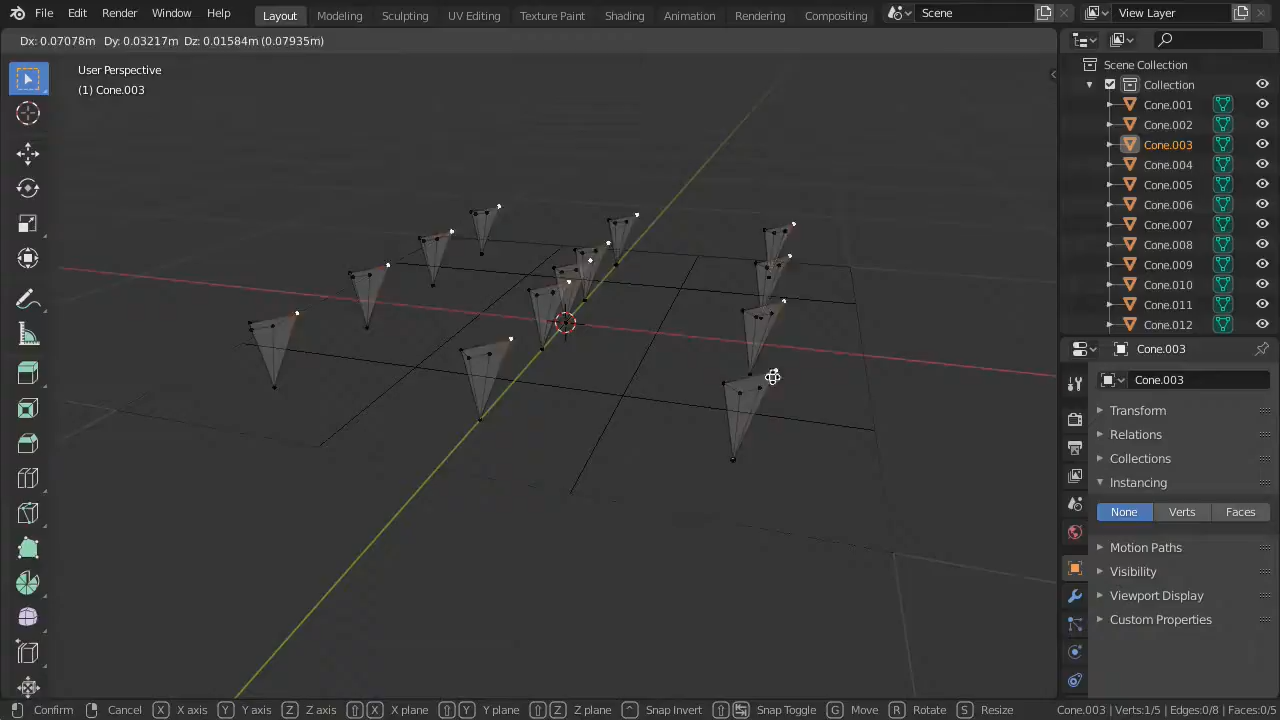 File Edit Render Window Help Layout Modeling Sculpting UV Editing Texture Paint Shading Animation Rendering Compositing Scene View Layer
Dx: 0.07078m Dy: 0.03217m Dz: 0.01584m (0.07935m)
User Perspective
(1) Cone.003
Scene Collection
Collection
Cone.001
Cone.002
Cone.003
Cone.004
Cone.005
Cone.006
Cone.007
Cone.008
Cone.009
Cone.010
Cone.011
Cone.012
Cone.003
Cone.003
Transform
Relations
Collections
Instancing
None Verts Faces
Motion Paths
Visibility
Viewport Display
Custom Properties
Confirm Cancel X X axis Y Y axis Z Z axis X X plane Y Y plane Z Z plane ^ Snap Invert Snap Toggle G Move R Rotate S Resize Cone.003 | Verts:1/5 | Edges:0/8 | Faces:0/5